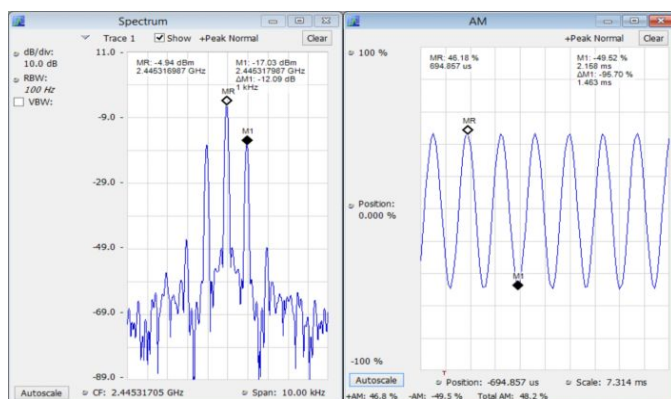 Spectrum
Trace 1 Show +Peak Normal Clear
dB/div:
10.0 dB
RBW:
100 Hz
VBW:
11.0
-9.0
-29.0
-49.0
-69.0
-89.0
MR: -4.94 dBm
2.445316987 GHz
M1: -17.03 dBm
2.445317987 GHz
ΔM1: -12.09 dB
1 kHz
MR
M1
Autoscale CF: 2.44531705 GHz Span: 10.00 kHz
AM
+Peak Normal Clear
100 %
MR: 46.18 %
694.857 us
M1: -49.52 %
2.158 ms
ΔM1: -95.70 %
1.463 ms
MR
Position:
0.000 %
M1
-100 %
T
Autoscale Position: -694.857 us Scale: 7.314 ms
+AM: 46.8 % -AM: -49.5 % Total AM: 48.2 %